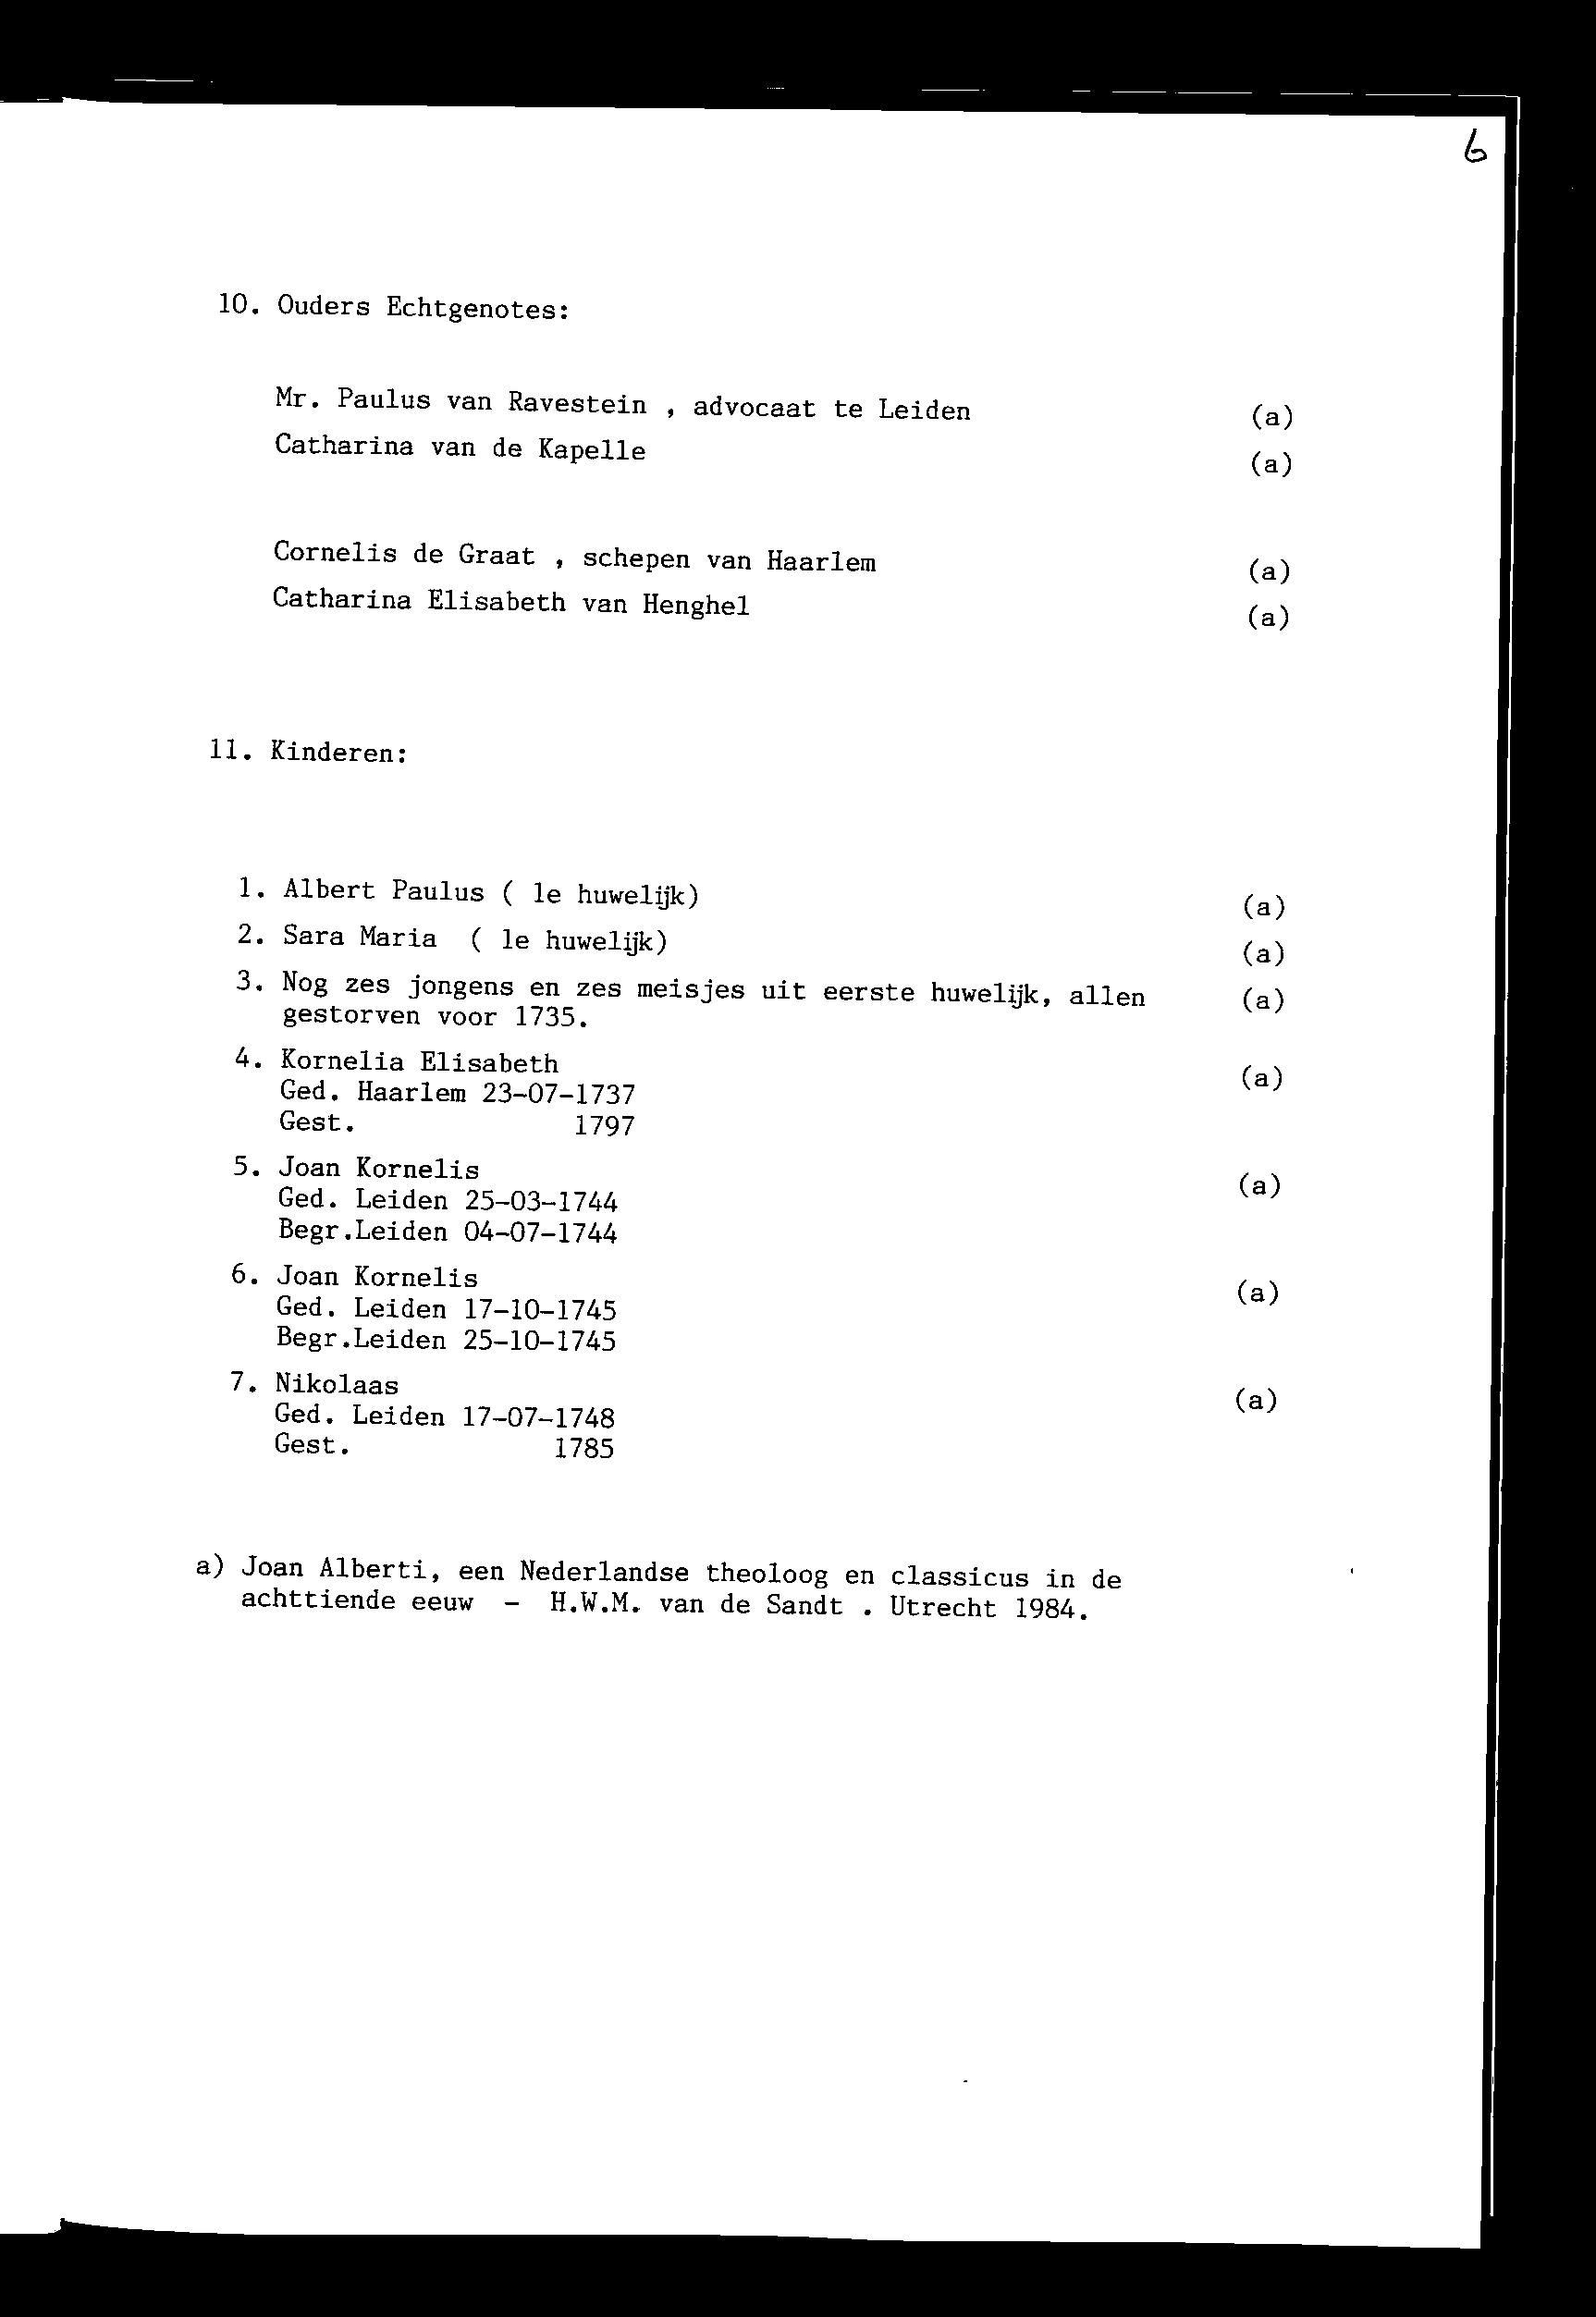 6
10. Ouders Echtgenotes:
Mr. Paulus van Ravestein , advocaat te Leiden (a)
Catharina van de Kapelle (a)
Cornelis de Graat , schepen van Haarlem (a)
Catharina Elisabeth van Henghel (a)
11. Kinderen:
1. Albert Paulus ( 1e huwelijk) (a)
2. Sara Maria ( 1e huwelijk) (a)
3. Nog zes jongens en zes meisjes uit eerste huwelijk, allen (a)
gestorven voor 1735.
4. Kornelia Elisabeth (a)
Ged. Haarlem 23-07-1737
Gest. 1797
5. Joan Kornelis (a)
Ged. Leiden 25-03-1744
Begr.Leiden 04-07-1744
6. Joan Kornelis (a)
Ged. Leiden 17-10-1745
Begr.Leiden 25-10-1745
7. Nikolaas (a)
Ged. Leiden 17-07-1748
Gest. 1785
a) Joan Alberti, een Nederlandse theoloog en classicus in de
achttiende eeuw - H.W.M. van de Sandt . Utrecht 1984.